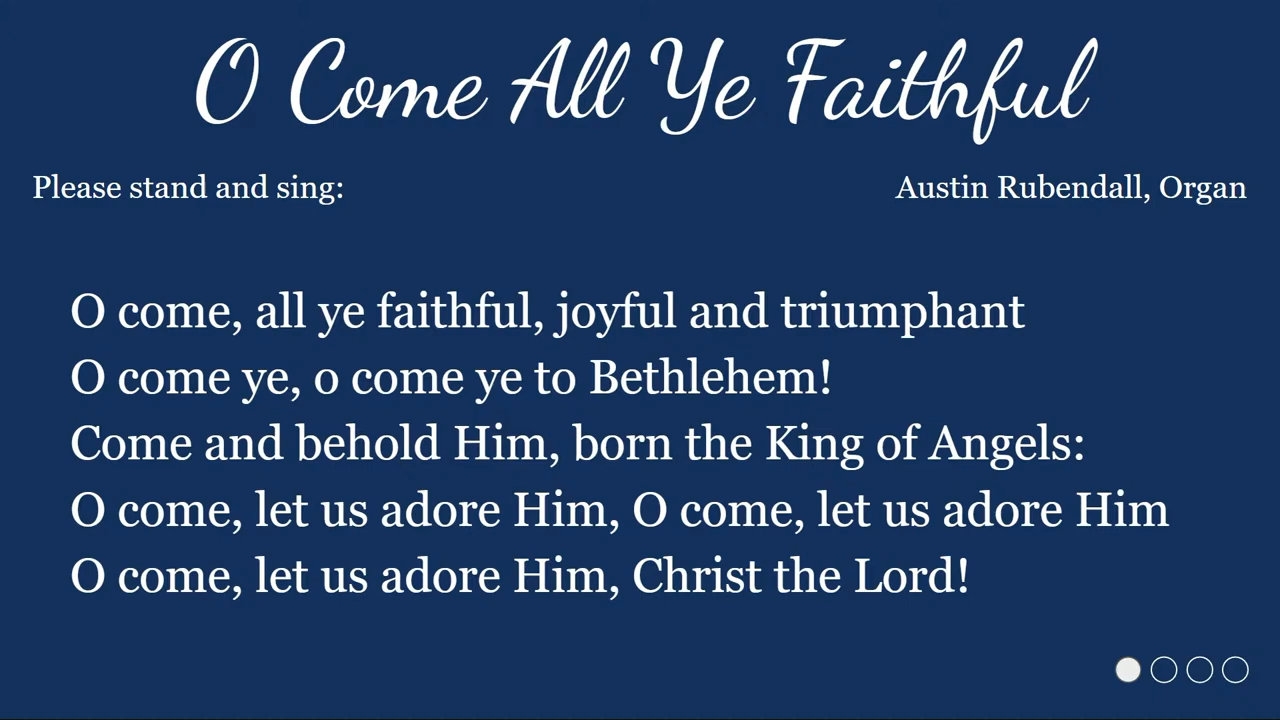 O Come All Ye Faithful
Please stand and sing:
Austin Rubendall, Organ
O come, all ye faithful, joyful and triumphant
O come ye, o come ye to Bethlehem!
Come and behold Him, born the King of Angels:
O come, let us adore Him, O come, let us adore Him
O come, let us adore Him, Christ the Lord!